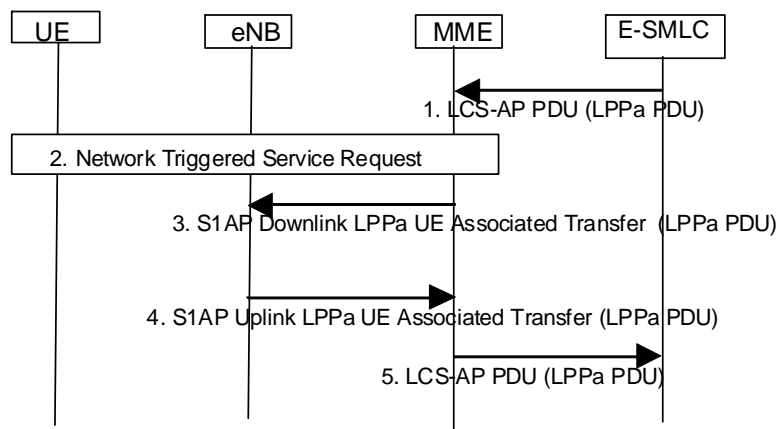 UE
eNB
MME
E-SMLC
1. LCS-AP PDU (LPPa PDU)
2. Network Triggered Service Request
3. S1AP Downlink LPPa UE Associated Transfer (LPPa PDU)
4. S1AP Uplink LPPa UE Associated Transfer (LPPa PDU)
5. LCS-AP PDU (LPPa PDU)